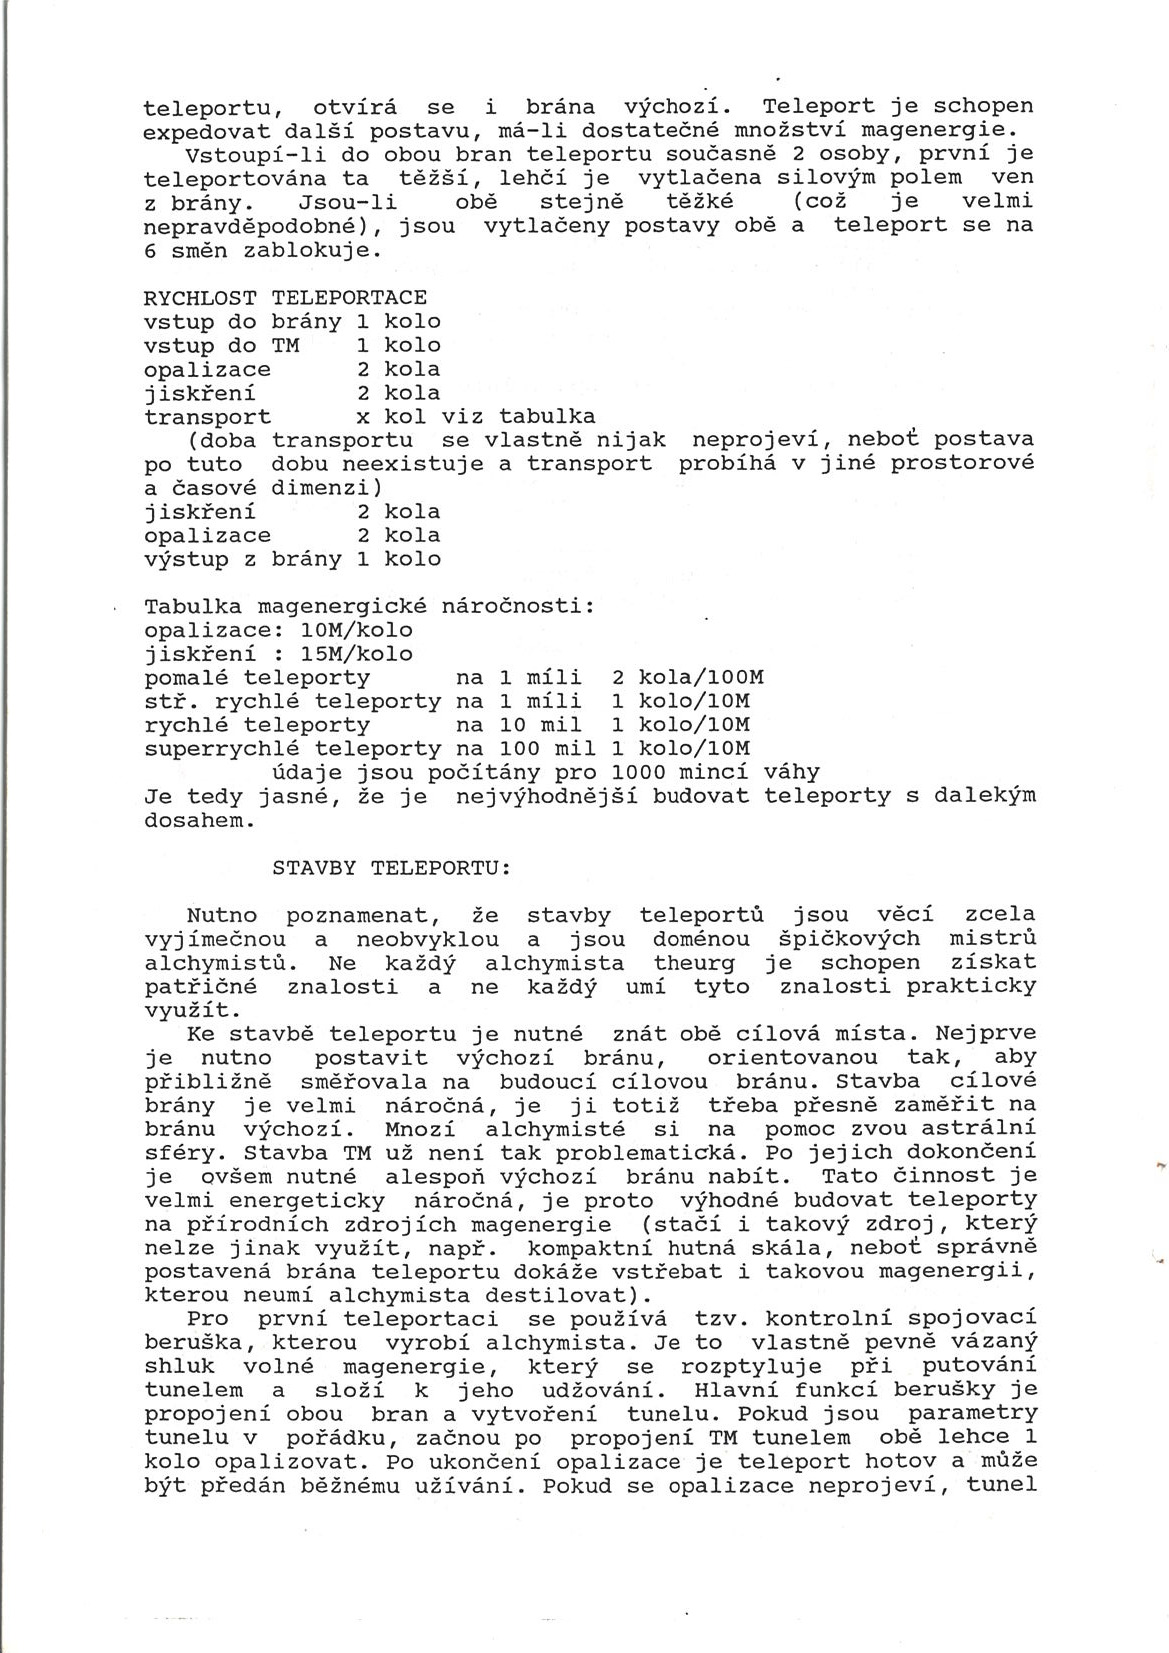 teleportu, otvírá se i brána výchozí. Teleport je schopen
expedovat další postavu, má-li dostatečné množství magenergie.
Vstoupí-li do obou bran teleportu současně 2 osoby, první je
teleportována ta těžší, lehčí je vytlačena silovým polem ven
z brány. Jsou-li obě stejně těžké (což je velmi
nepravděpodobné), jsou vytlačeny postavy obě a teleport se na
6 směn zablokuje.
RYCHLOST TELEPORTACE
vstup do brány 1 kolo
vstup do TM 1 kolo
opalizace 2 kola
jiskření 2 kola
transport x kol viz tabulka
(doba transportu se vlastně nijak neprojeví, neboť postava
po tuto dobu neexistuje a transport probíhá v jiné prostorové
a časové dimenzi)
jiskření 2 kola
opalizace 2 kola
výstup z brány 1 kolo
Tabulka magenergické náročnosti:
opalizace: 10M/kolo
jiskření : 15M/kolo
pomalé teleporty na 1 míli 2 kola/100M
stř. rychlé teleporty na 1 míli 1 kolo/10M
rychlé teleporty na 10 mil 1 kolo/10M
superrychlé teleporty na 100 mil 1 kolo/10M
údaje jsou počítány pro 1000 mincí váhy
Je tedy jasné, že je nejvýhodnější budovat teleporty s dalekým
dosahem.
STAVBY TELEPORTU:
Nutno poznamenat, že stavby teleportů jsou věcí zcela
vyjímečnou a neobvyklou a jsou doménou špičkových mistrů
alchymistů. Ne každý alchymista theurg je schopen získat
patřičné znalosti a ne každý umí tyto znalosti prakticky
využít.
Ke stavbě teleportu je nutné znát obě cílová místa. Nejprve
je nutno postavit výchozí bránu, orientovanou tak, aby
přibližně směřovala na budoucí cílovou bránu. Stavba cílové
brány je velmi náročná, je ji totiž třeba přesně zaměřit na
bránu výchozí. Mnozí alchymisté si na pomoc zvou astrální
sféry. Stavba TM už není tak problematická. Po jejich dokončení
je ovšem nutné alespoň výchozí bránu nabít. Tato činnost je
velmi energeticky náročná, je proto výhodné budovat teleporty
na přírodních zdrojích magenergie (stačí i takový zdroj, který
nelze jinak využít, např. kompaktní hutná skála, neboť správně
postavená brána teleportu dokáže vstřebat i takovou magenergii,
kterou neumí alchymista destilovat).
Pro první teleportaci se používá tzv. kontrolní spojovací
beruška, kterou vyrobí alchymista. Je to vlastně pevně vázaný
shluk volné magenergie, který se rozptyluje při putování
tunelem a složí k jeho udžování. Hlavní funkcí berušky je
propojení obou bran a vytvoření tunelu. Pokud jsou parametry
tunelu v pořádku, začnou po propojení TM tunelem obě lehce 1
kolo opalizovat. Po ukončení opalizace je teleport hotov a může
být předán běžnému užívání. Pokud se opalizace neprojeví, tunel